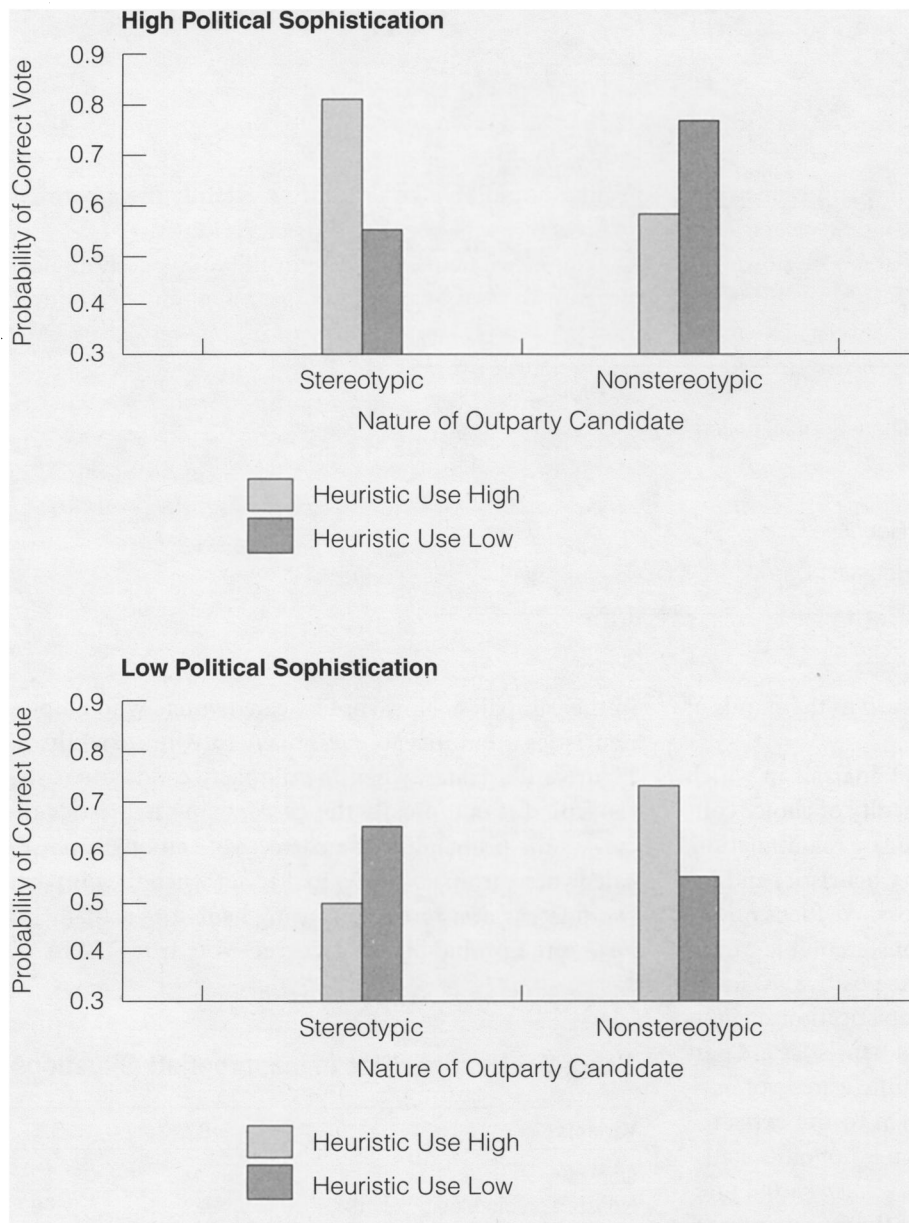 High Political Sophistication
Probability of Correct Vote
0.9
0.8
0.7
0.6
0.5
0.4
0.3
Stereotypic Nonstereotypic
Nature of Outparty Candidate
Heuristic Use High
Heuristic Use Low
Low Political Sophistication
Probability of Correct Vote
0.9
0.8
0.7
0.6
0.5
0.4
0.3
Stereotypic Nonstereotypic
Nature of Outparty Candidate
Heuristic Use High
Heuristic Use Low